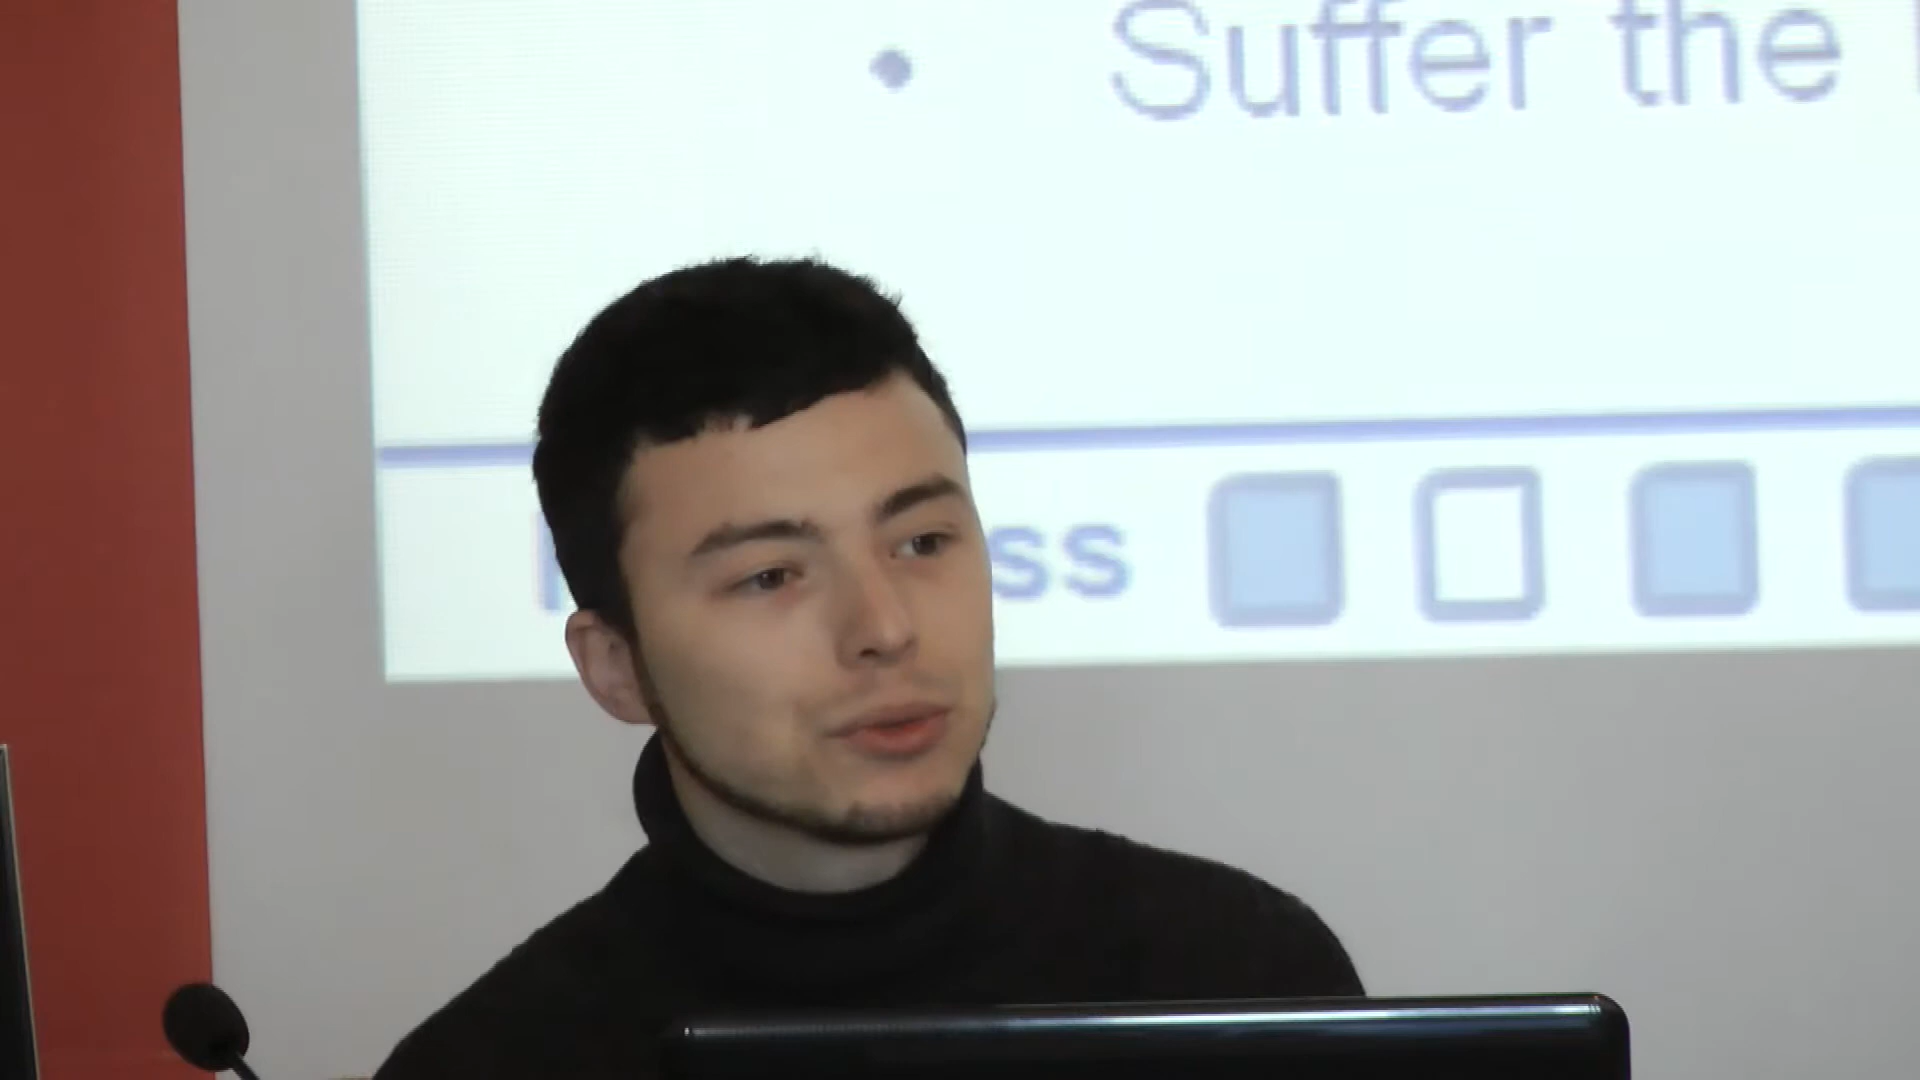 • Suffer the
ss